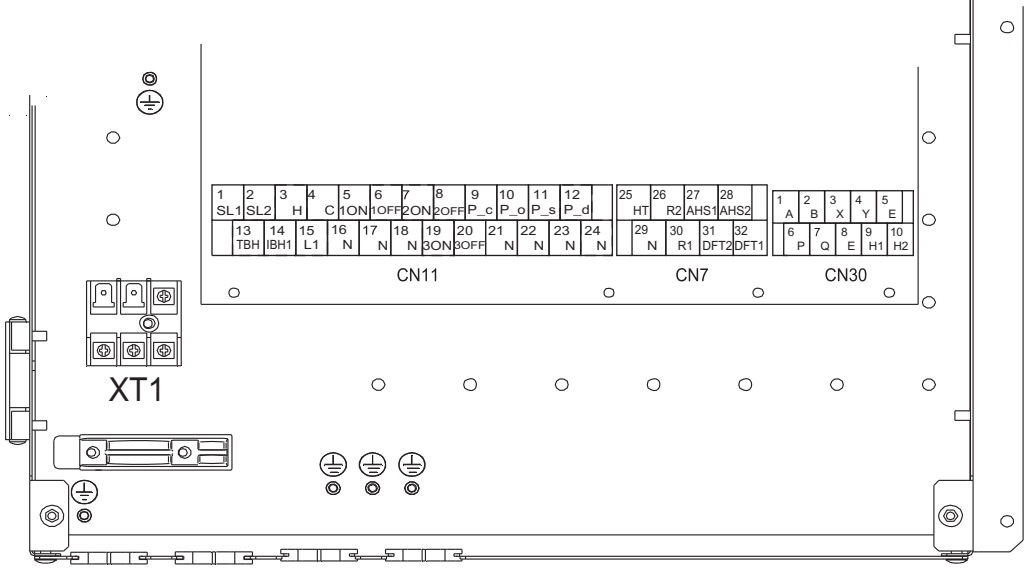 1 2 3 4 5 6 7 8 9 10 11 12
SL1 SL2 H C 1ON 1OFF 2ON 2OFF P_c P_o P_s P_d
13 14 15 16 17 18 19 20 21 22 23 24
TBH IBH1 L1 N N N 3ON 3OFF N N N N
CN11
25 26 27 28
HT R2 AHS1 AHS2
29 30 31 32
N R1 DFT2 DFT1
CN7
1 2 3 4 5
A B X Y E
6 7 8 9 10
P Q E H1 H2
CN30
XT1